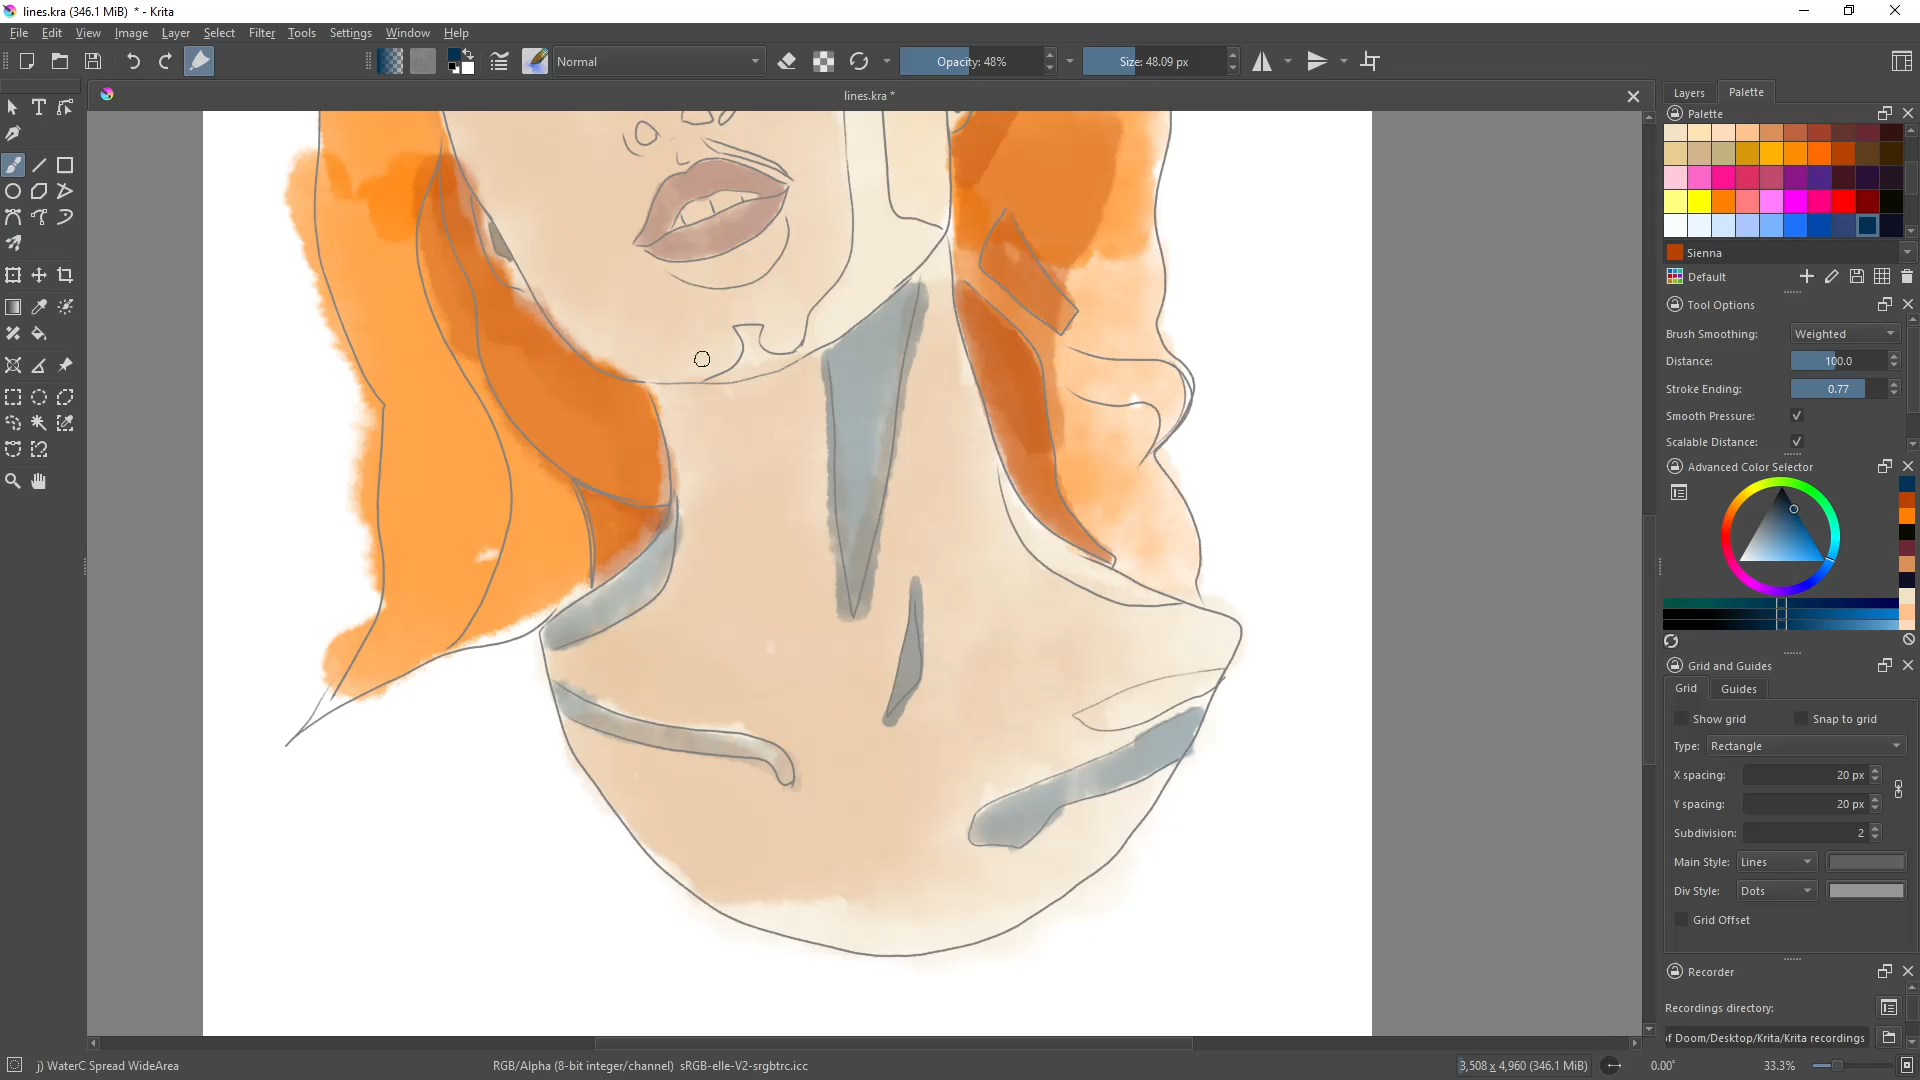 lines.kra (346.1 MiB)  * - Krita
File Edit View Image Layer Select Filter Tools Settings Window Help
Normal
Opacity: 48%
Size: 48.09 px
lines.kra *
Layers Palette
Palette
Sienna
Default
Tool Options
Brush Smoothing: Weighted
Distance: 100.0
Stroke Ending: 0.77
Smooth Pressure:
Scalable Distance:
Advanced Color Selector
Grid and Guides
Grid Guides
Show grid Snap to grid
Type: Rectangle
X spacing: 20 px
Y spacing: 20 px
Subdivision: 2
Main Style: Lines
Div Style: Dots
Grid Offset
Recorder
Recordings directory:
f Doom/Desktop/Krita/Krita recordings
j) WaterC Spread WideArea
RGB/Alpha (8-bit integer/channel)  sRGB-elle-V2-srgbtrc.icc
3,508 x 4,960 (346.1 MiB)
0.00°
33.3%